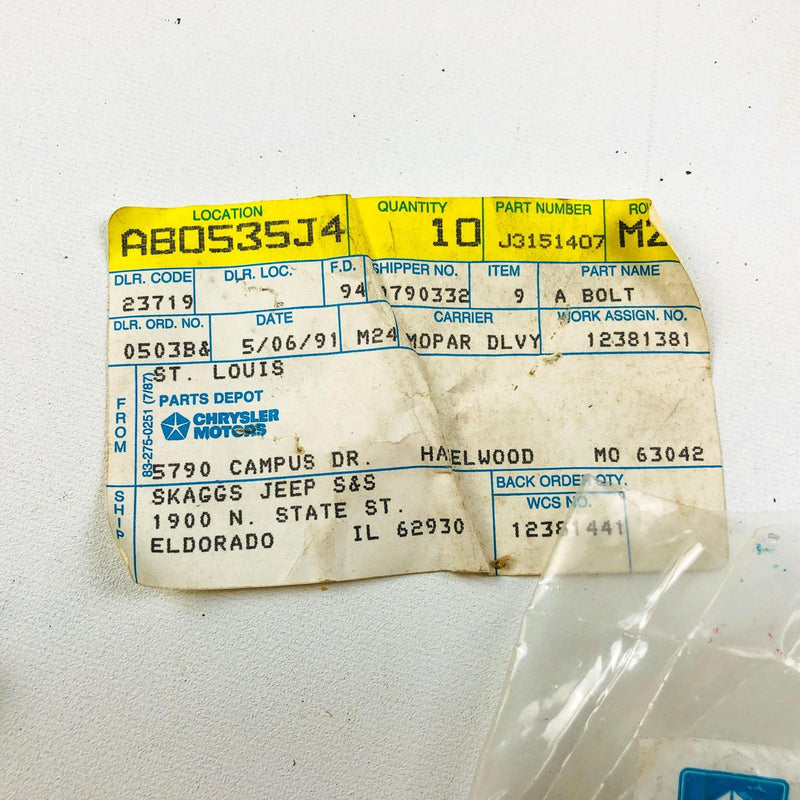 LOCATION QUANTITY PART NUMBER
AB0535J4 10 J3151407
DLR. CODE DLR. LOC. F.D. SHIPPER NO. ITEM PART NAME
23719 94 0790332 9 A BOLT
DLR. ORD. NO. DATE CARRIER WORK ASSIGN. NO.
0503B& 5/06/91 M24 MOPAR DLVY 12381381
FROM
83-275-0251 (7/87)
ST. LOUIS
PARTS DEPOT
CHRYSLER
MOTORS
5790 CAMPUS DR. HAELWOOD MO 63042
SHIP
SKAGGS JEEP S&S
1900 N. STATE ST.
ELDORADO IL 62930
BACK ORDER QTY.
WCS NO.
12381441